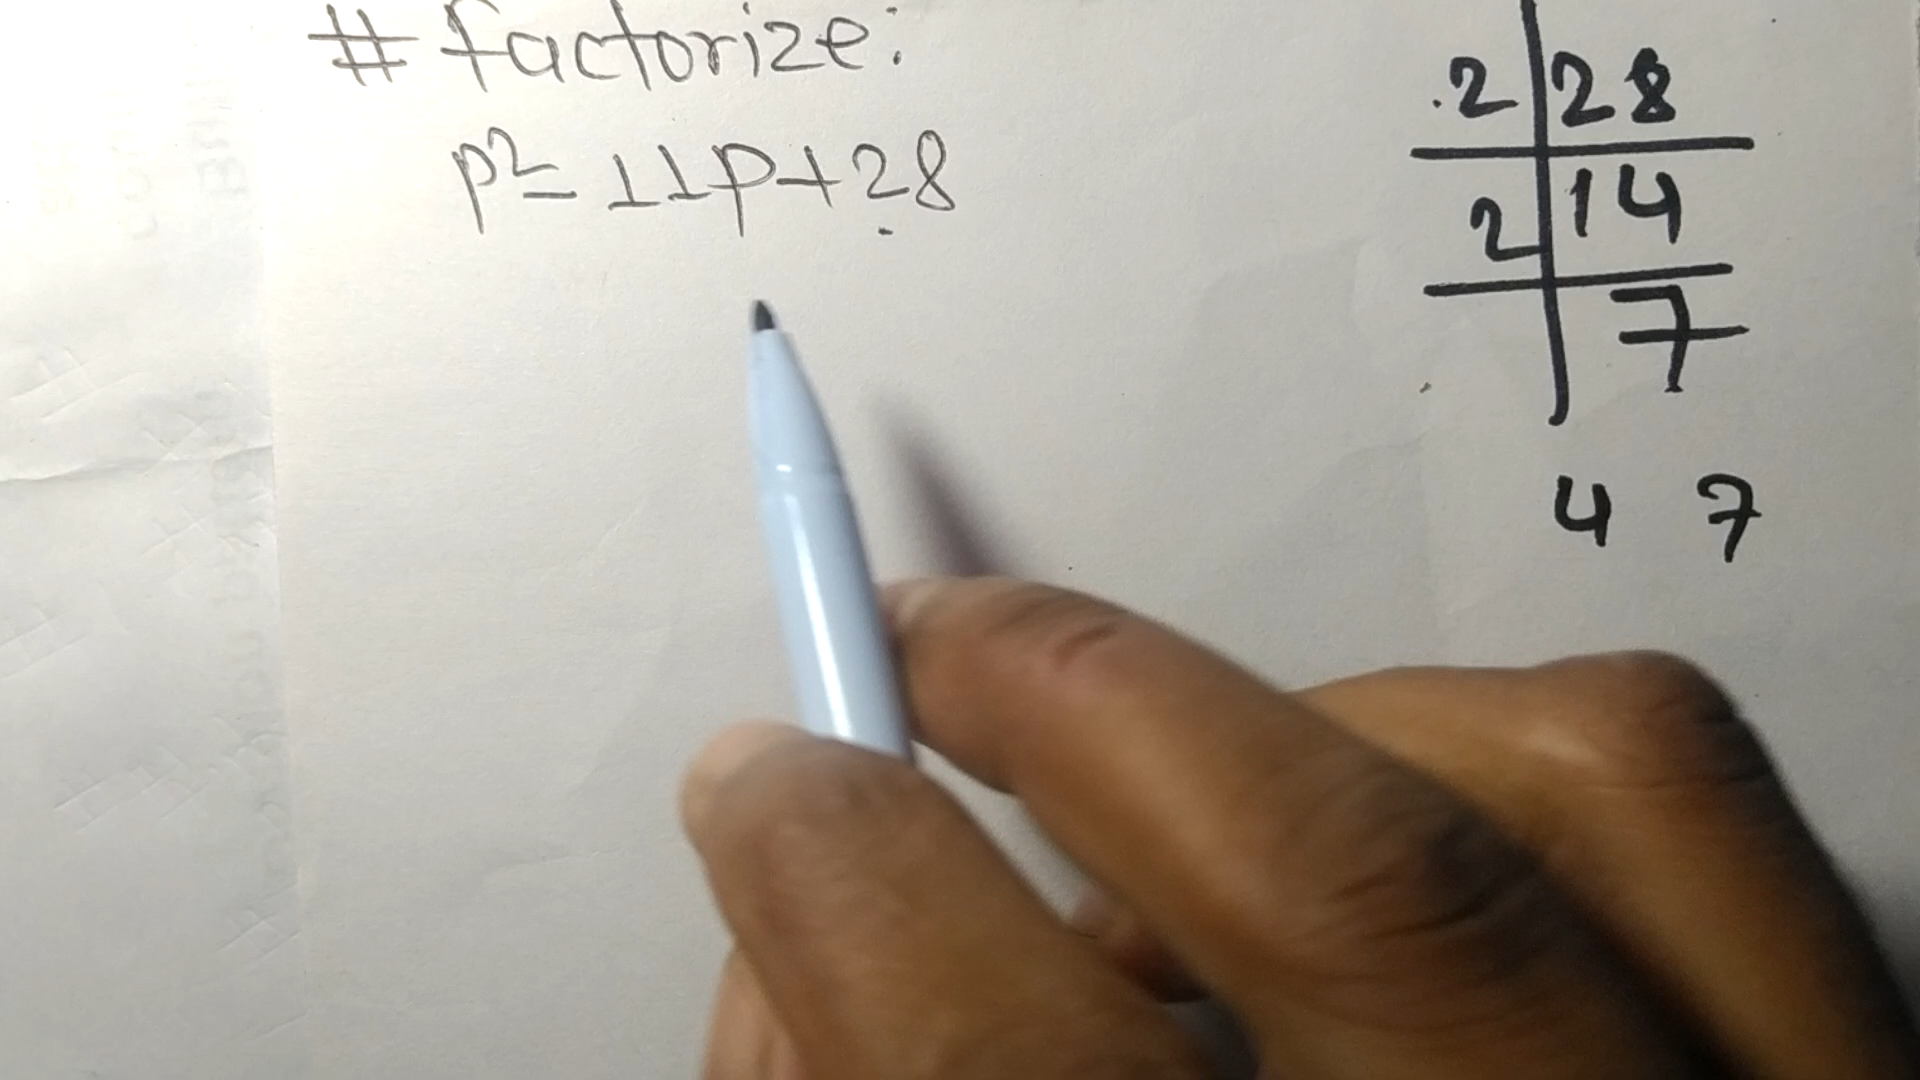 # factorize:
p² - 11p + 28
2 | 28
2 | 14
7
4 7